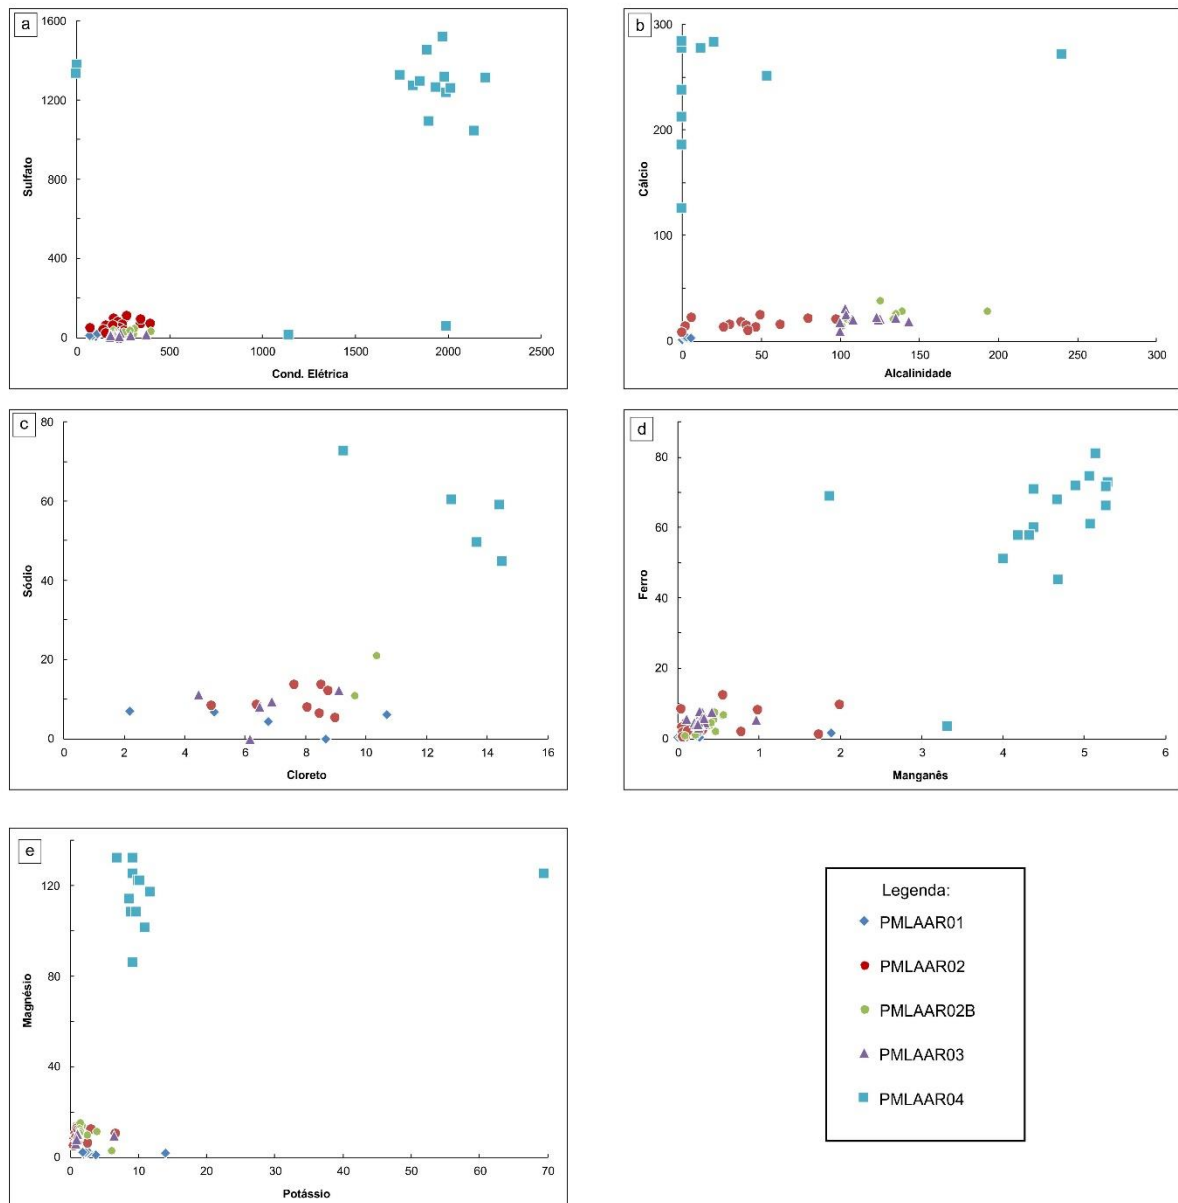 a
1600
1200
800
400
0
Sulfato
0 500 1000 1500 2000 2500
Cond. Elétrica
b
300
200
100
0
Cálcio
0 50 100 150 200 250 300
Alcalinidade
c
80
60
40
20
0
Sódio
0 2 4 6 8 10 12 14 16
Cloreto
d
80
60
40
20
0
Ferro
0 1 2 3 4 5 6
Manganês
e
120
80
40
0
Magnésio
0 10 20 30 40 50 60 70
Potássio
Legenda:
PMLAAR01
PMLAAR02
PMLAAR02B
PMLAAR03
PMLAAR04